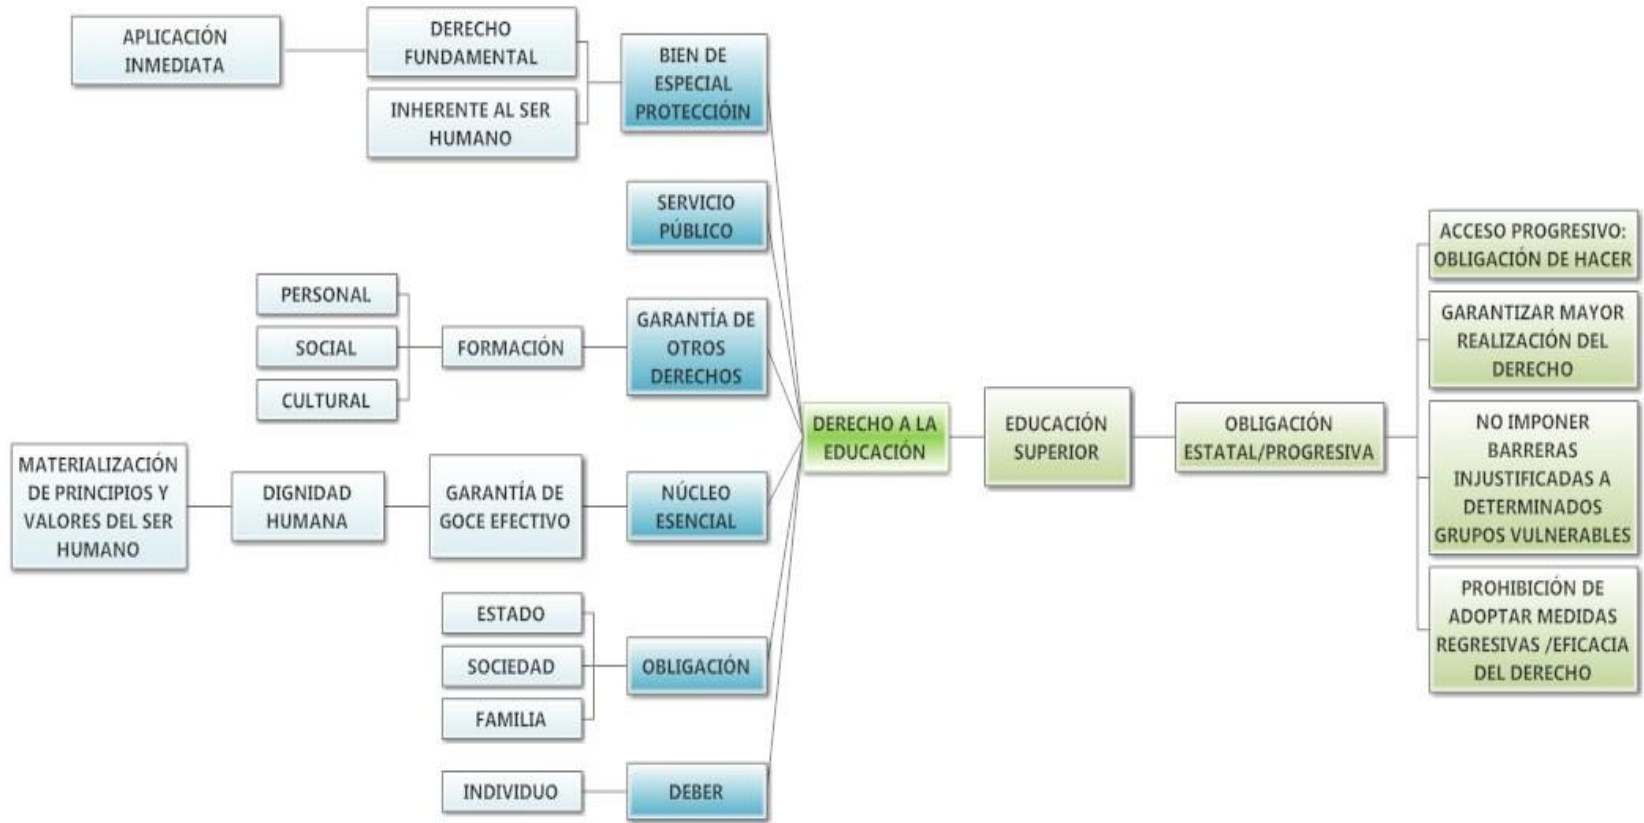 APLICACIÓN
INMEDIATA
DERECHO
FUNDAMENTAL
INHERENTE AL SER
HUMANO
BIEN DE
ESPECIAL
PROTECCIÓIN
SERVICIO
PÚBLICO
PERSONAL
SOCIAL
CULTURAL
FORMACIÓN
GARANTÍA DE
OTROS
DERECHOS
MATERIALIZACIÓN
DE PRINCIPIOS Y
VALORES DEL SER
HUMANO
DIGNIDAD
HUMANA
GARANTÍA DE
GOCE EFECTIVO
NÚCLEO
ESENCIAL
ESTADO
SOCIEDAD
FAMILIA
OBLIGACIÓN
INDIVIDUO
DEBER
DERECHO A LA
EDUCACIÓN
EDUCACIÓN
SUPERIOR
OBLIGACIÓN
ESTATAL/PROGRESIVA
ACCESO PROGRESIVO:
OBLIGACIÓN DE HACER
GARANTIZAR MAYOR
REALIZACIÓN DEL
DERECHO
NO IMPONER
BARRERAS
INJUSTIFICADAS A
DETERMINADOS
GRUPOS VULNERABLES
PROHIBICIÓN DE
ADOPTAR MEDIDAS
REGRESIVAS /EFICACIA
DEL DERECHO